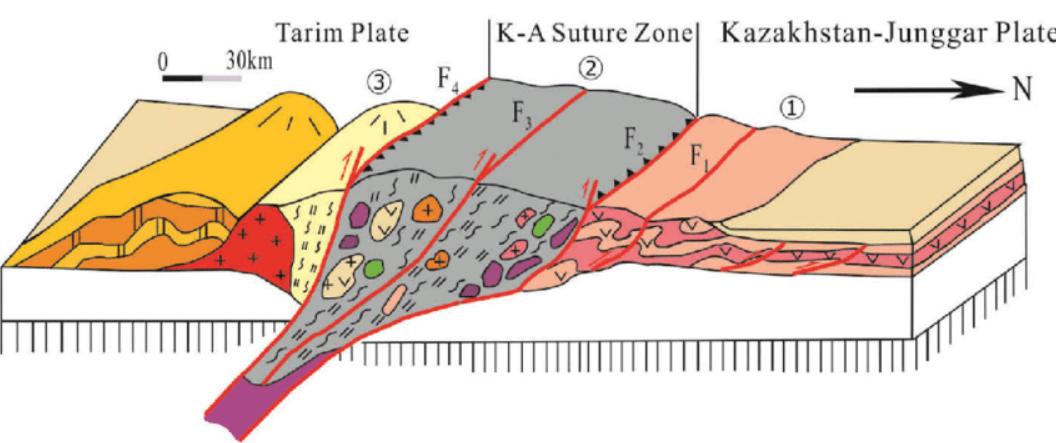 Tarim Plate
K-A Suture Zone
Kazakhstan-Junggar Plate
0 30km
③
F₄
②
F₃
F₂
①
F₁
N